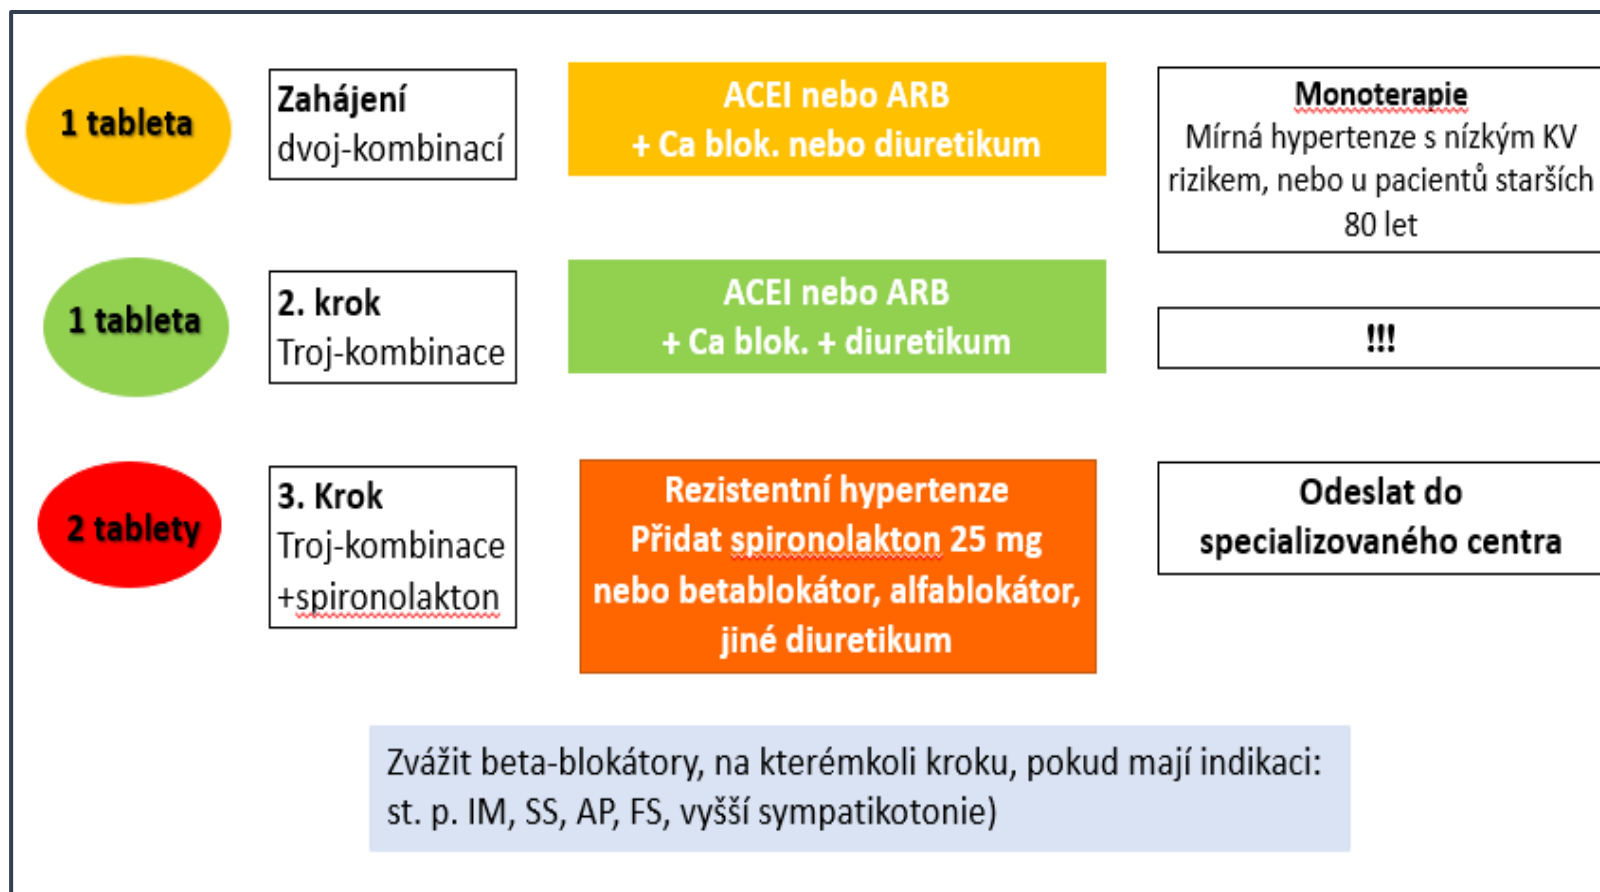 1 tableta
Zahájení
dvoj-kombinací
ACEI nebo ARB
+ Ca blok. nebo diuretikum
Monoterapie
Mírná hypertenze s nízkým KV
rizikem, nebo u pacientů starších
80 let
1 tableta
2. krok
Troj-kombinace
ACEI nebo ARB
+ Ca blok. + diuretikum
!!!
2 tablety
3. Krok
Troj-kombinace
+spironolakton
Rezistentní hypertenze
Přidat spironolakton 25 mg
nebo betablokátor, alfablokátor,
jiné diuretikum
Odeslat do
specializovaného centra
Zvážit beta-blokátory, na kterémkoli kroku, pokud mají indikaci:
st. p. IM, SS, AP, FS, vyšší sympatikotonie)